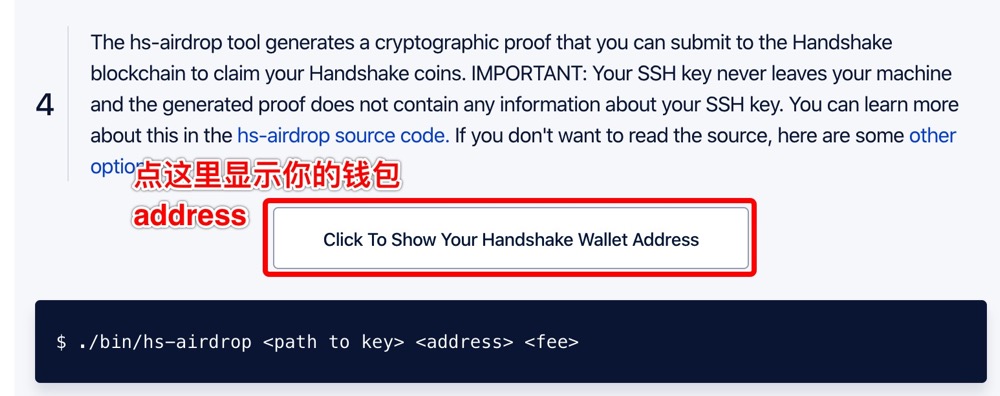 The hs-airdrop tool generates a cryptographic proof that you can submit to the Handshake
blockchain to claim your Handshake coins. IMPORTANT: Your SSH key never leaves your machine
4 and the generated proof does not contain any information about your SSH key. You can learn more
about this in the hs-airdrop source code. If you don't want to read the source, here are some other
点这里显示你的钱包
address
Click To Show Your Handshake Wallet Address
$ ./bin/hs-airdrop <path to key> <address> <fee>